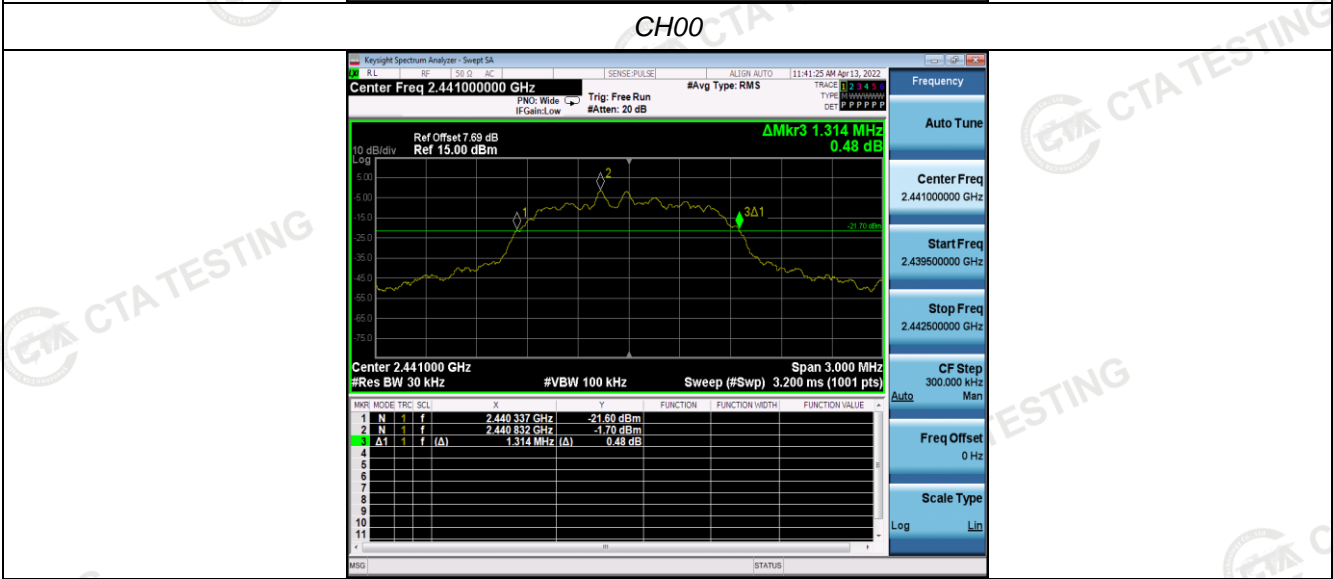 CH00
CTA TESTING
Keysight Spectrum Analyzer - Swept SA
RL RF 50 Ω AC SENSE:PULSE ALIGN AUTO 11:41:25 AM Apr 13, 2022
Center Freq 2.441000000 GHz
PNO: Wide
IFGain:Low
Trig: Free Run
#Atten: 20 dB
#Avg Type: RMS
TRACE 1 2 3 4 5 6
TYPE M WWWWW
DET P P P P P P
Frequency
Auto Tune
Center Freq
2.441000000 GHz
Start Freq
2.439500000 GHz
Stop Freq
2.442500000 GHz
CF Step
300.000 kHz
Auto Man
Freq Offset
0 Hz
Scale Type
Log Lin
Ref Offset 7.69 dB
10 dB/div Ref 15.00 dBm
Log
ΔMkr3 1.314 MHz
0.48 dB
5.00
-5.00
-15.0
-25.0
-35.0
-45.0
-55.0
-65.0
-75.0
1
2
3Δ1
-21.70 dBm
Center 2.441000 GHz Span 3.000 MHz
#Res BW 30 kHz #VBW 100 kHz Sweep (#Swp) 3.200 ms (1001 pts)
MKR MODE TRC SCL X Y FUNCTION FUNCTION WIDTH FUNCTION VALUE
1 N 1 f 2.440 337 GHz -21.60 dBm
2 N 1 f 2.440 832 GHz -1.70 dBm
3 Δ1 1 f (Δ) 1.314 MHz (Δ) 0.48 dB
4
5
6
7
8
9
10
11
MSG STATUS
CTA TESTING
CTA TESTING